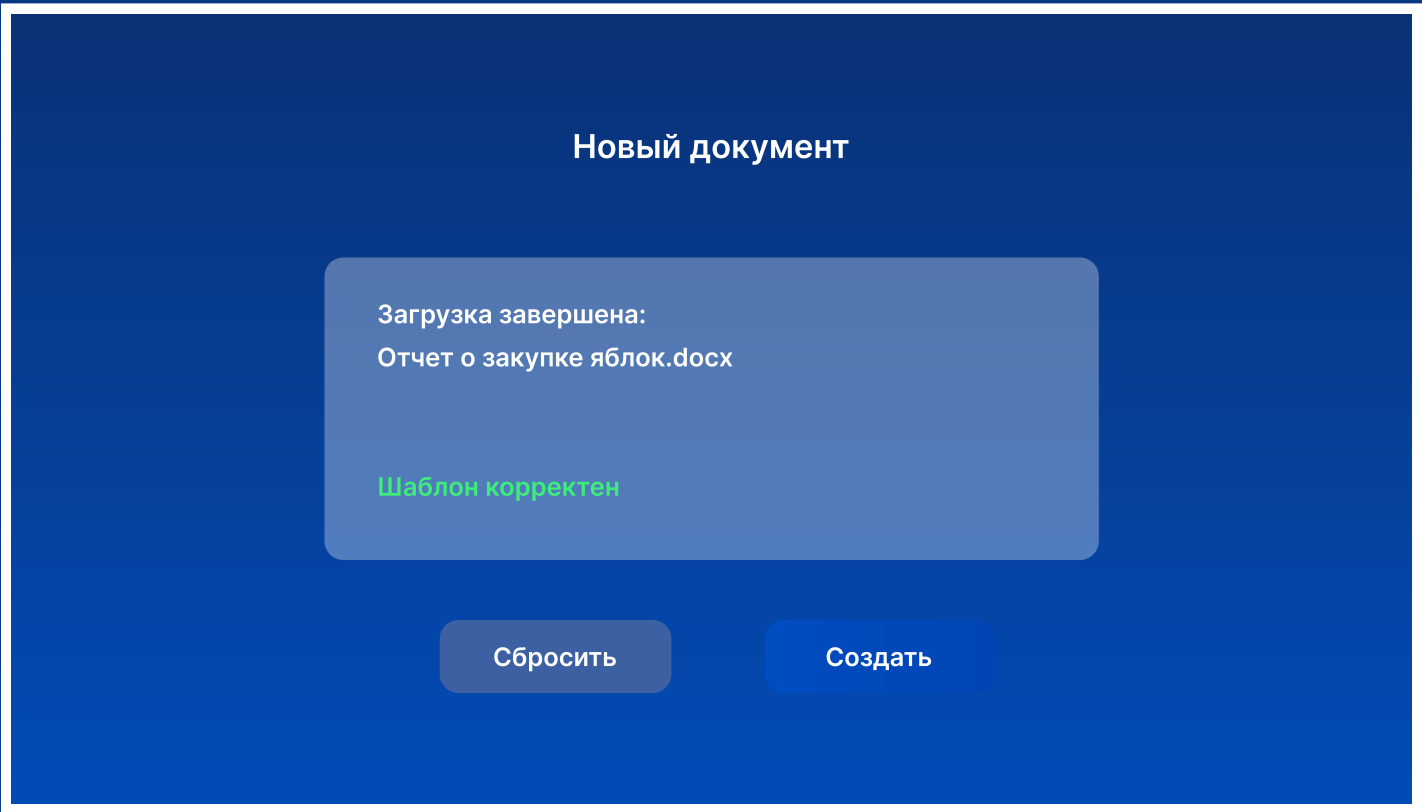 Новый документ
Загрузка завершена:
Отчет о закупке яблок.docx
Шаблон корректен
Сбросить
Создать